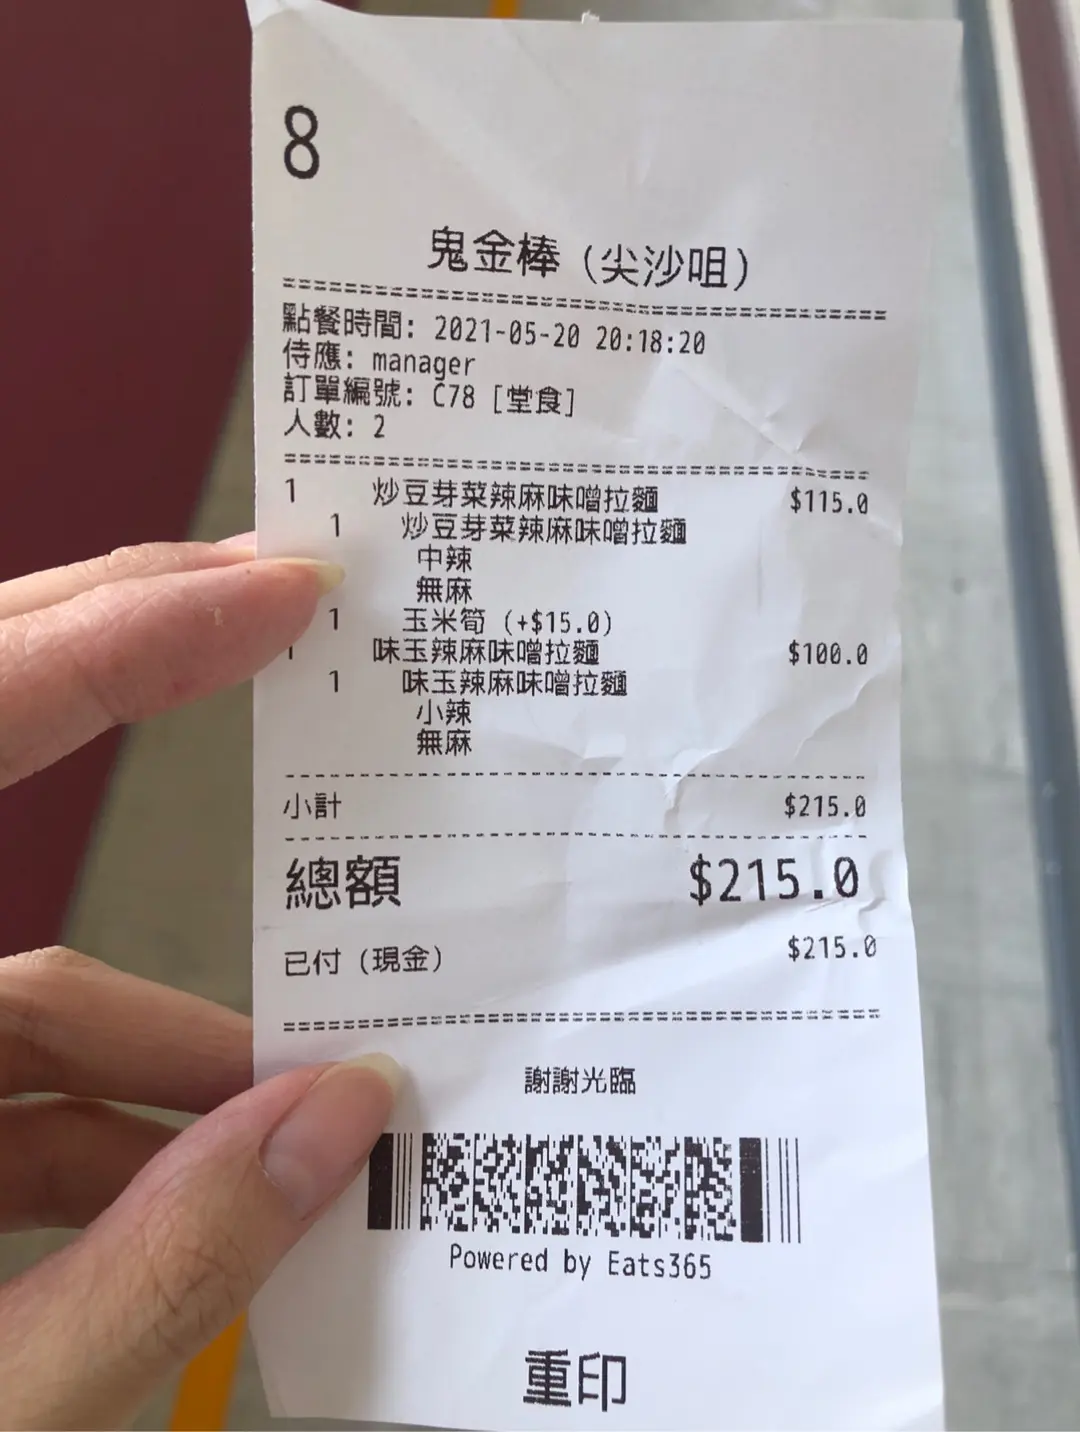 8
鬼金棒（尖沙咀）
點餐時間: 2021-05-20 20:18:20
侍應: manager
訂單編號: C78 [堂食]
人數: 2
1 炒豆芽菜辣麻味噌拉麵 $115.0
1 炒豆芽菜辣麻味噌拉麵
中辣
無麻
1 玉米筍 (+$15.0)
1 味玉辣麻味噌拉麵 $100.0
1 味玉辣麻味噌拉麵
小辣
無麻
小計 $215.0
總額 $215.0
已付 (現金) $215.0
謝謝光臨
Powered by Eats365
重印